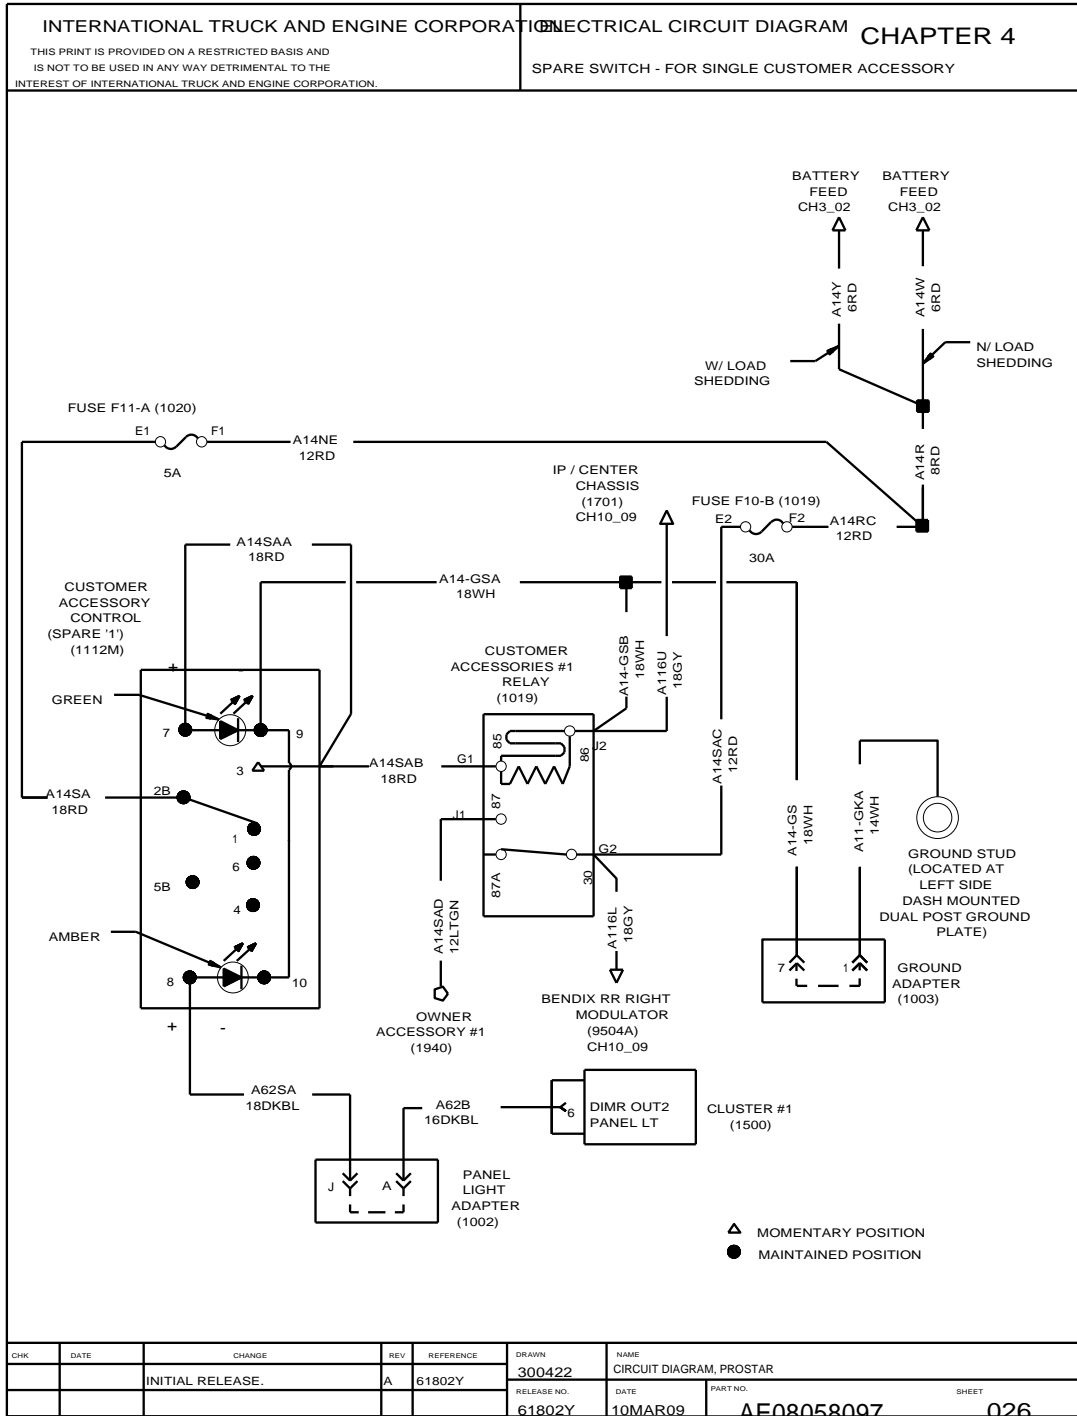 INTERNATIONAL TRUCK AND ENGINE CORPORATION
ELECTRICAL CIRCUIT DIAGRAM
CHAPTER 4
THIS PRINT IS PROVIDED ON A RESTRICTED BASIS AND
IS NOT TO BE USED IN ANY WAY DETRIMENTAL TO THE
INTEREST OF INTERNATIONAL TRUCK AND ENGINE CORPORATION.
SPARE SWITCH - FOR SINGLE CUSTOMER ACCESSORY
BATTERY
FEED
CH3_02
BATTERY
FEED
CH3_02
A14Y
6RD
A14W
6RD
W/ LOAD
SHEDDING
N/ LOAD
SHEDDING
A14R
8RD
FUSE F11-A (1020)
E1
F1
5A
A14NE
12RD
IP / CENTER
CHASSIS
(1701)
CH10_09
FUSE F10-B (1019)
E2
F2
30A
A14RC
12RD
A14SAA
18RD
A14-GSA
18WH
CUSTOMER
ACCESSORY
CONTROL
(SPARE '1')
(1112M)
+
-
GREEN
7
9
3
A14SAB
18RD
A14SA
18RD
2B
1
6
5B
4
AMBER
8
10
+
-
CUSTOMER
ACCESSORIES #1
RELAY
(1019)
A14-GSB
18WH
A116U
18GY
85
86
J2
G1
87
J1
87A
30
G2
A14SAC
12RD
A14SAD
12LTGN
A116L
18GY
OWNER
ACCESSORY #1
(1940)
BENDIX RR RIGHT
MODULATOR
(9504A)
CH10_09
A14-GS
18WH
A11-GKA
14WH
GROUND STUD
(LOCATED AT
LEFT SIDE
DASH MOUNTED
DUAL POST GROUND
PLATE)
7
1
GROUND
ADAPTER
(1003)
A62SA
18DKBL
A62B
16DKBL
6
DIMR OUT2
PANEL LT
CLUSTER #1
(1500)
J
A
PANEL
LIGHT
ADAPTER
(1002)
MOMENTARY POSITION
MAINTAINED POSITION
CHK
DATE
CHANGE
REV
REFERENCE
DRAWN
NAME
INITIAL RELEASE.
A
61802Y
300422
CIRCUIT DIAGRAM, PROSTAR
RELEASE NO.
DATE
PART NO.
SHEET
61802Y
10MAR09
AE08058097
026